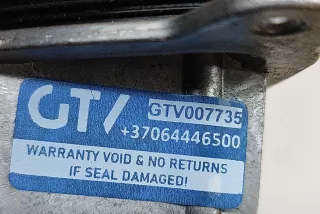 GTV GTV007735
+37064446500
WARRANTY VOID & NO RETURNS
IF SEAL DAMAGED!